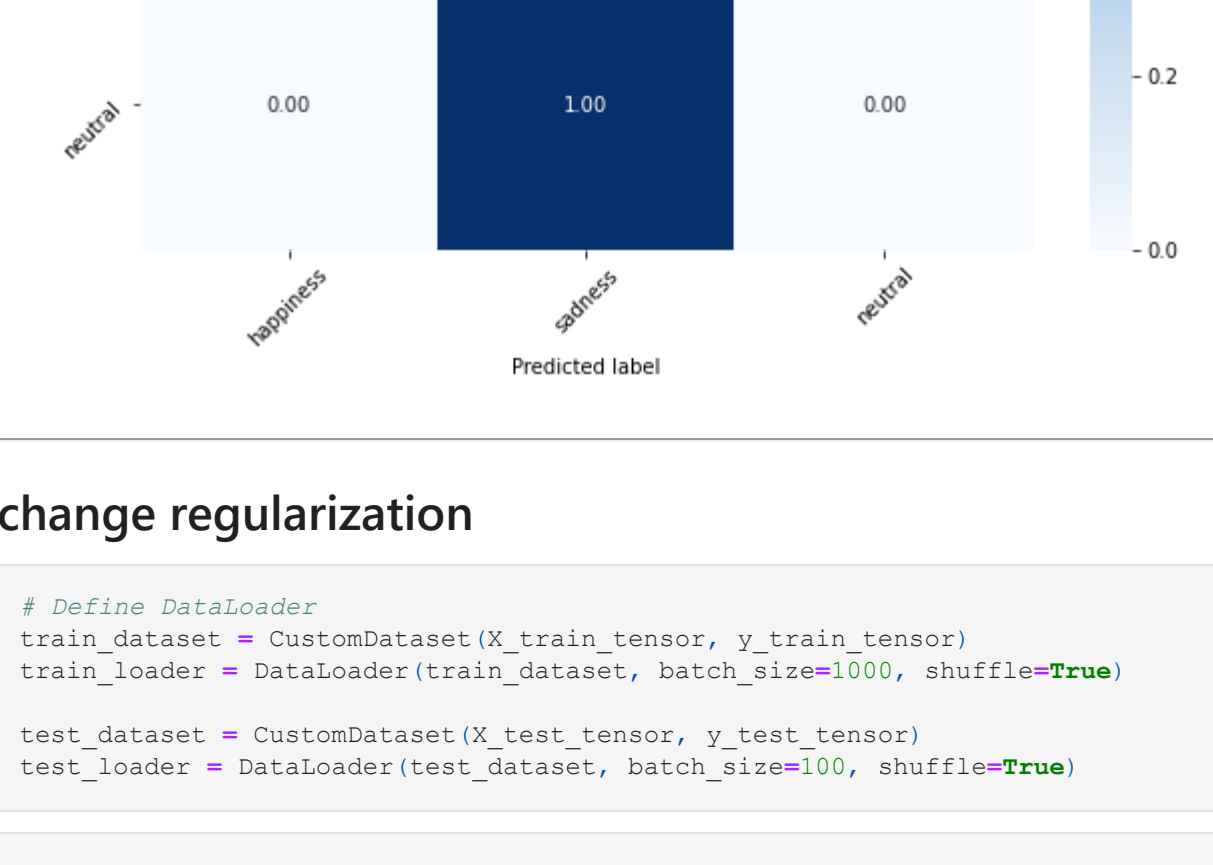 0.2
neutral
0.00 1.00 0.00
0.0
happiness sadness neutral
Predicted label
change regularization
# Define DataLoader
train_dataset = CustomDataset(X_train_tensor, y_train_tensor)
train_loader = DataLoader(train_dataset, batch_size=1000, shuffle=True)
test_dataset = CustomDataset(X_test_tensor, y_test_tensor)
test_loader = DataLoader(test_dataset, batch_size=100, shuffle=True)